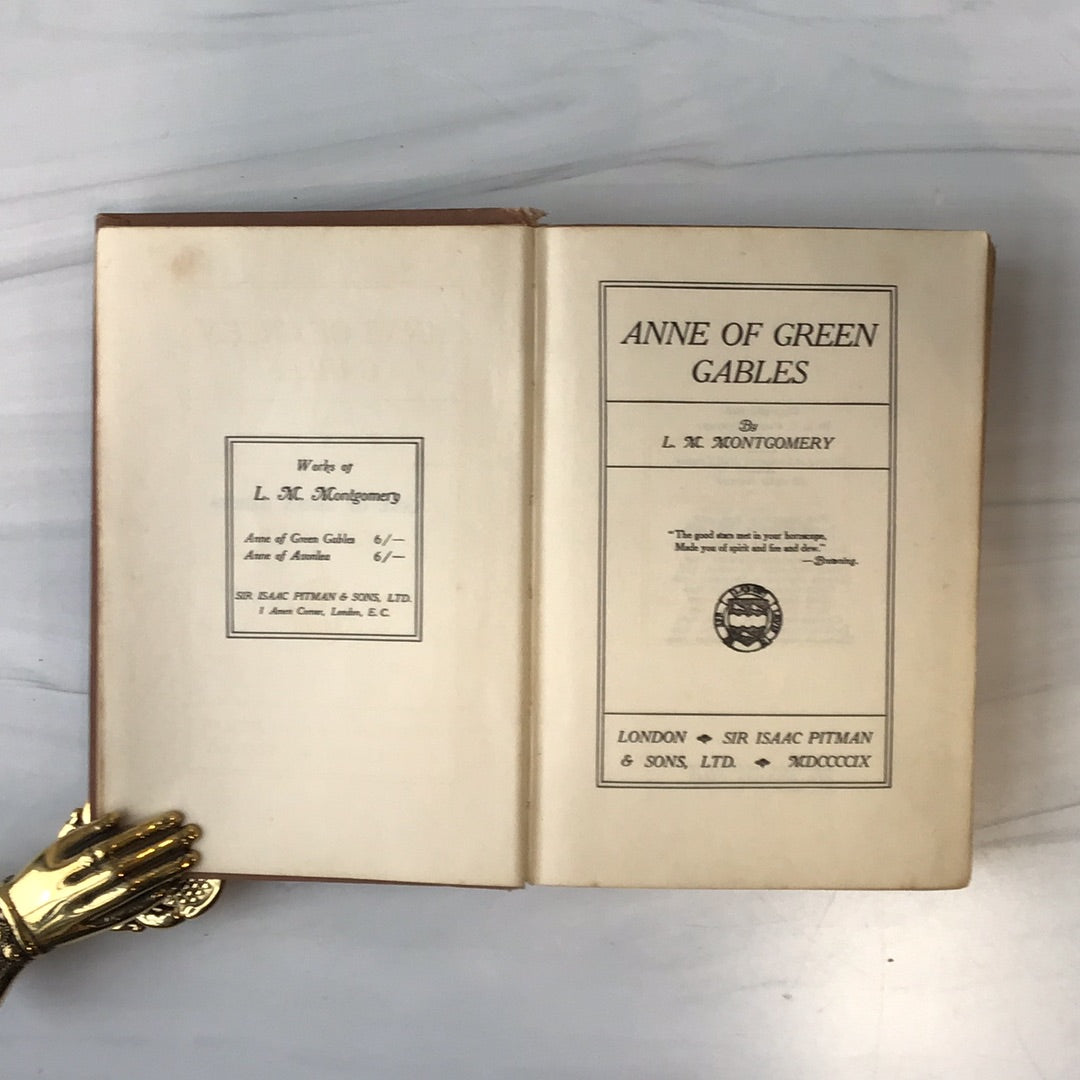 Works of
L. M. Montgomery
Anne of Green Gables 6/—
Anne of Avonlea 6/—
SIR ISAAC PITMAN & SONS, LTD.
1 Amen Corner, London, E. C.
ANNE OF GREEN
GABLES
By
L. M. MONTGOMERY
"The good stars met in your horoscope,
Made you of spirit and fire and dew."
—Browning.
LONDON SIR ISAAC PITMAN
& SONS, LTD. MDCCCCIX